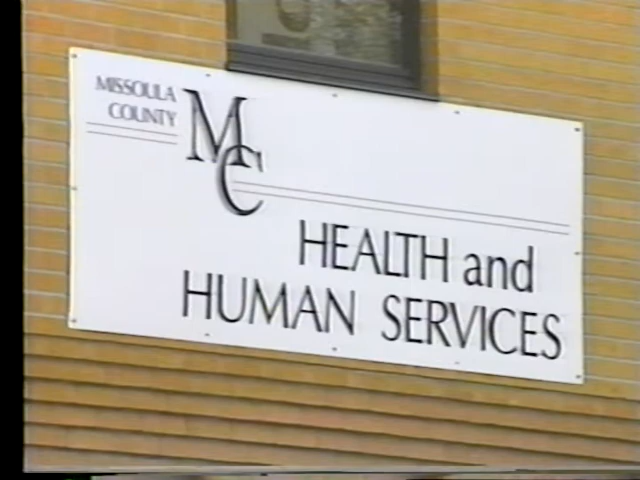 MISSOULA
COUNTY
MC
HEALTH and
HUMAN SERVICES